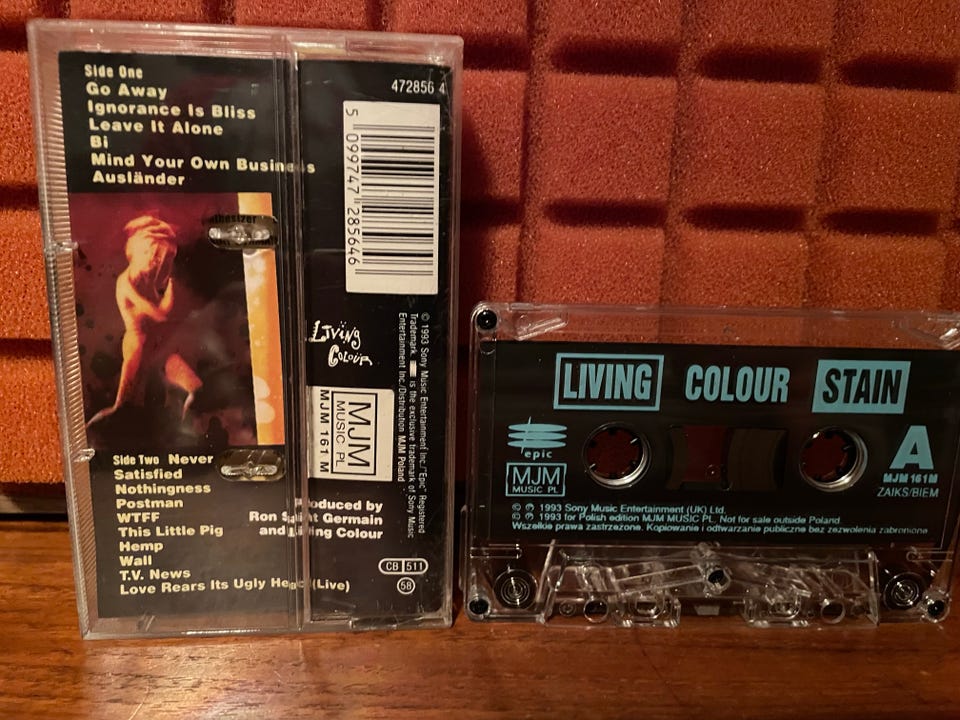 Side One
Go Away
Ignorance Is Bliss
Leave It Alone
Bi
Mind Your Own Business
Ausländer
Side Two Never
Satisfied
Nothingness
Postman
WTFF
This Little Pig
Hemp
Wall
T.V. News
Love Rears Its Ugly Head (Live)
Produced by
Ron Saint Germain
and Living Colour
472856 4
5 099747 285646
LIVING
COLOUR
MJM
MUSIC PL
MJM 161 M
© 1993 Sony Music Entertainment Inc./"Epic" Registered
Trademark. is the exclusive trademark of Sony Music
Entertainment Inc./Distribution MJM Poland
CB 511
58
LIVING COLOUR STAIN
epic
MJM
MUSIC PL
A
MJM 161M
ZAIKS/BIEM
© ℗ 1993 Sony Music Entertainment (UK) Ltd.
© ℗ 1993 for Polish edition MJM MUSIC PL. Not for sale outside Poland.
Wszelkie prawa zastrzeżone. Kopiowanie i odtwarzanie publiczne bez zezwolenia zabronione